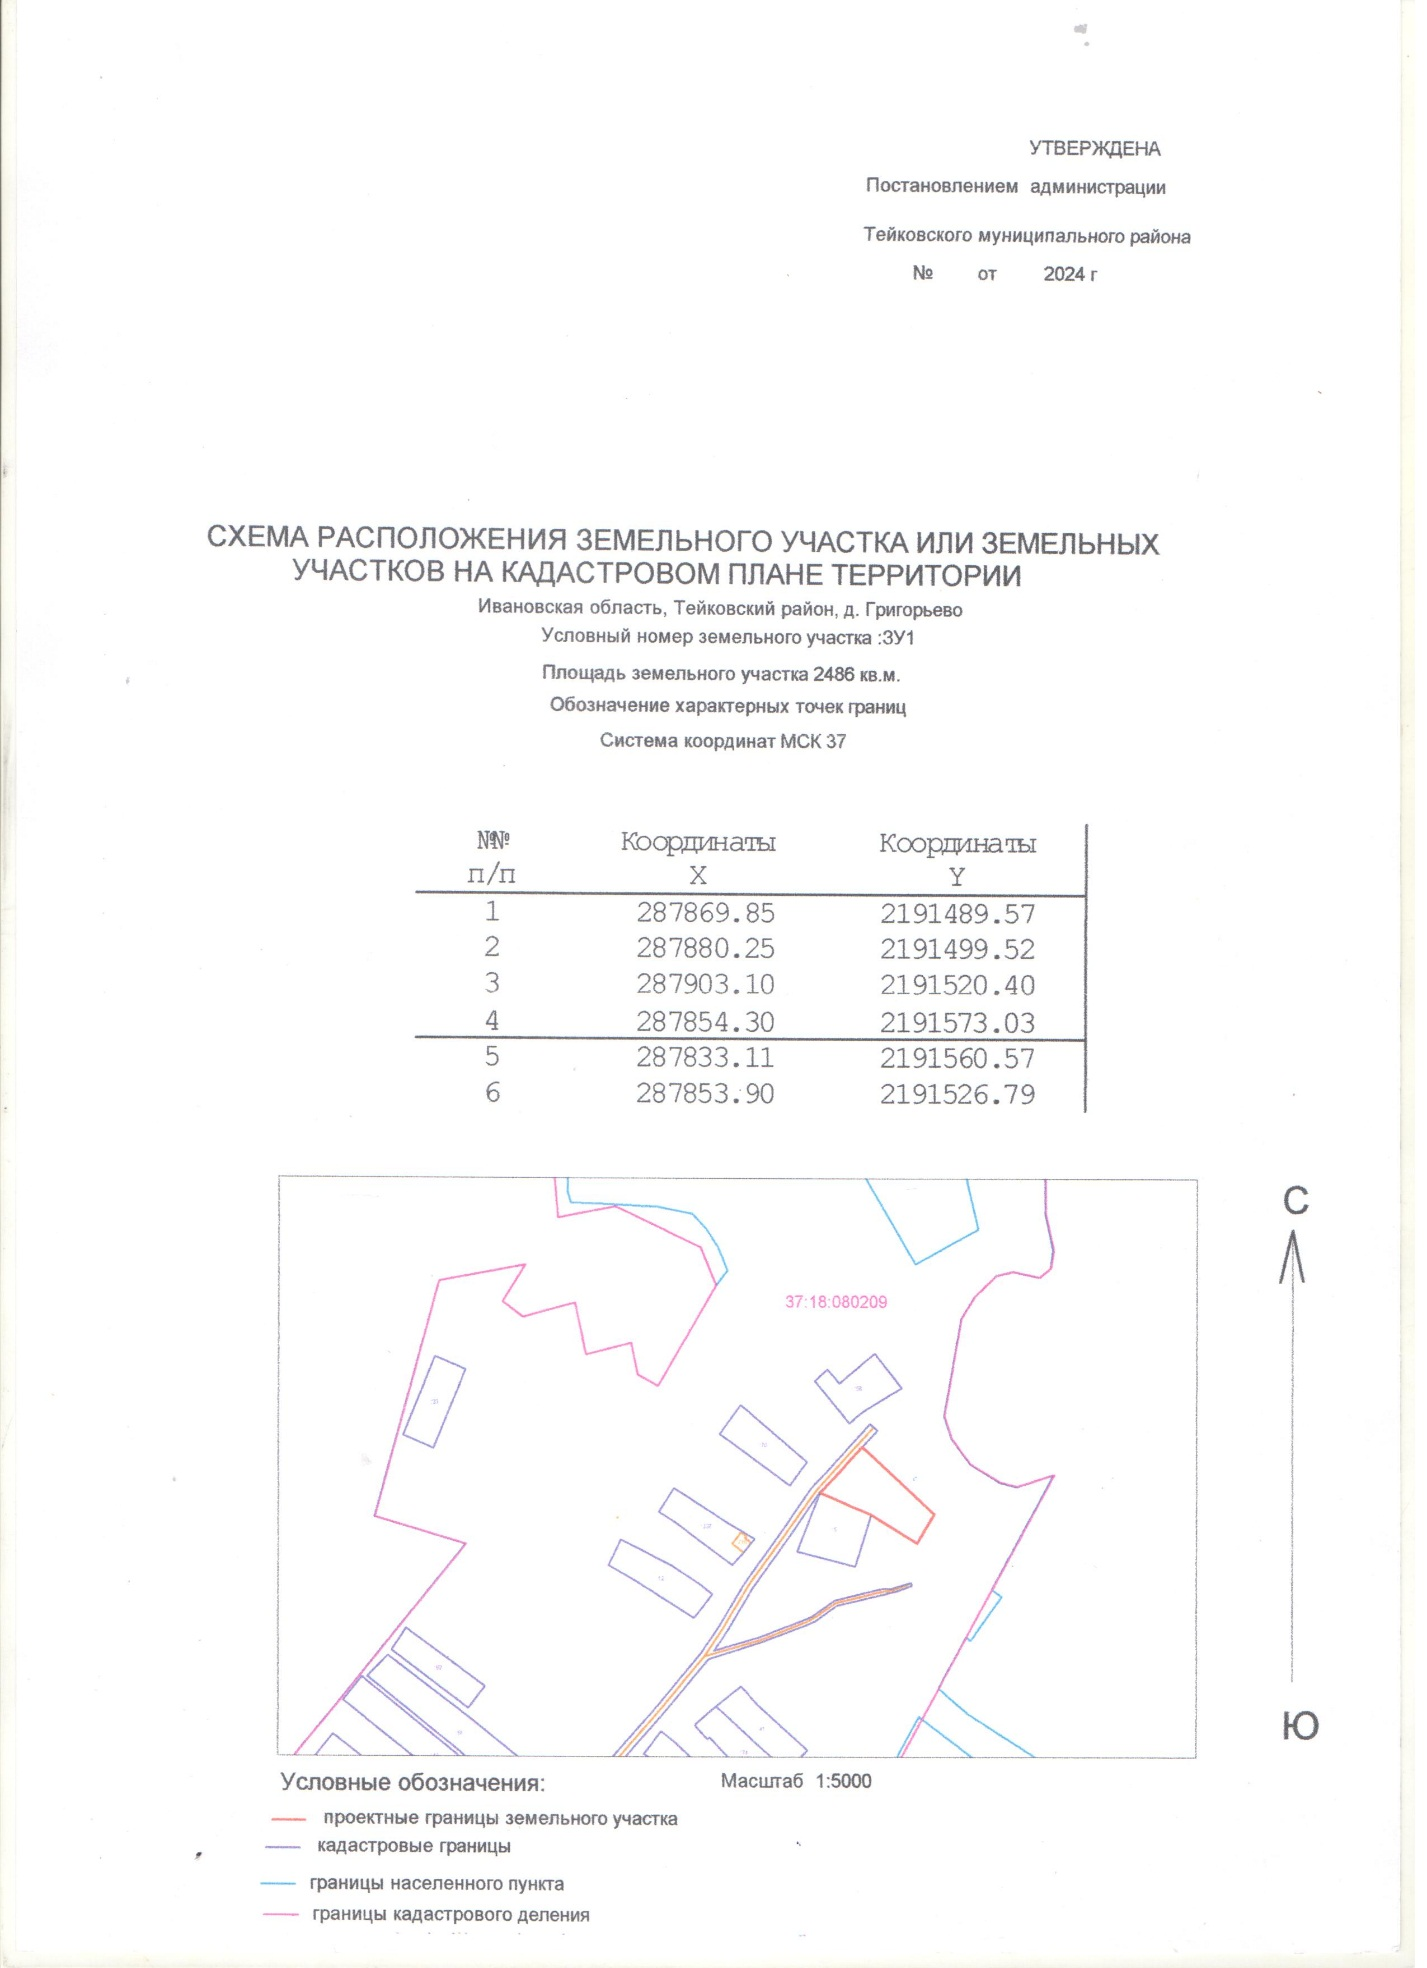 УТВЕРЖДЕНА
Постановлением администрации
Тейковского муниципального района
№ от 2024 г
СХЕМА РАСПОЛОЖЕНИЯ ЗЕМЕЛЬНОГО УЧАСТКА ИЛИ ЗЕМЕЛЬНЫХ
УЧАСТКОВ НА КАДАСТРОВОМ ПЛАНЕ ТЕРРИТОРИИ
Ивановская область, Тейковский район, д. Григорьево
Условный номер земельного участка :ЗУ1
Площадь земельного участка 2486 кв.м.
Обозначение характерных точек границ
Система координат МСК 37
№№ Координаты Координаты
п/п X Y
1 287869.85 2191489.57
2 287880.25 2191499.52
3 287903.10 2191520.40
4 287854.30 2191573.03
5 287833.11 2191560.57
6 287853.90 2191526.79
С
37:18:080209
Ю
Условные обозначения: Масштаб 1:5000
проектные границы земельного участка
кадастровые границы
границы населенного пункта
границы кадастрового деления